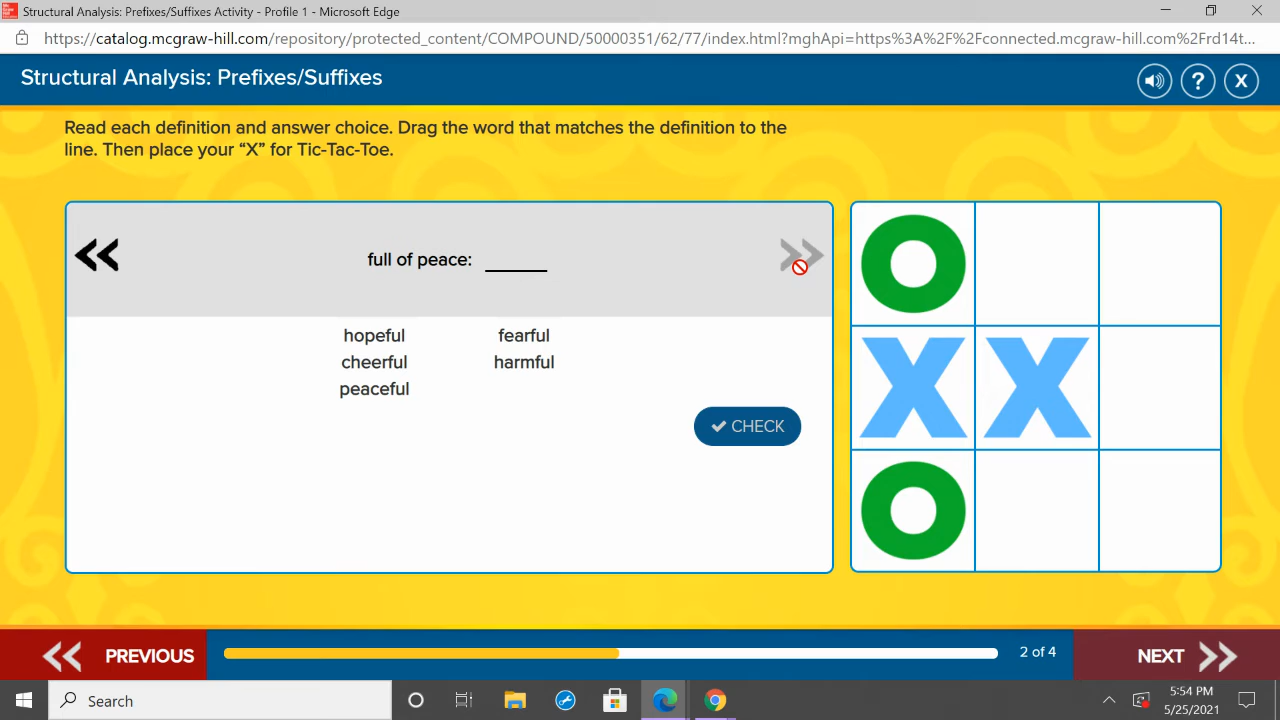 Structural Analysis: Prefixes/Suffixes Activity - Profile 1 - Microsoft Edge
https://catalog.mcgraw-hill.com/repository/protected_content/COMPOUND/50000351/62/77/index.html?mghApi=https%3A%2F%2Fconnected.mcgraw-hill.com%2Frd14t...
Structural Analysis: Prefixes/Suffixes
?
X
Read each definition and answer choice. Drag the word that matches the definition to the
line. Then place your “X” for Tic-Tac-Toe.
full of peace: ______
hopeful fearful
cheerful harmful
peaceful
CHECK
O
X X
O
PREVIOUS
2 of 4
NEXT
Search
5:54 PM
5/25/2021